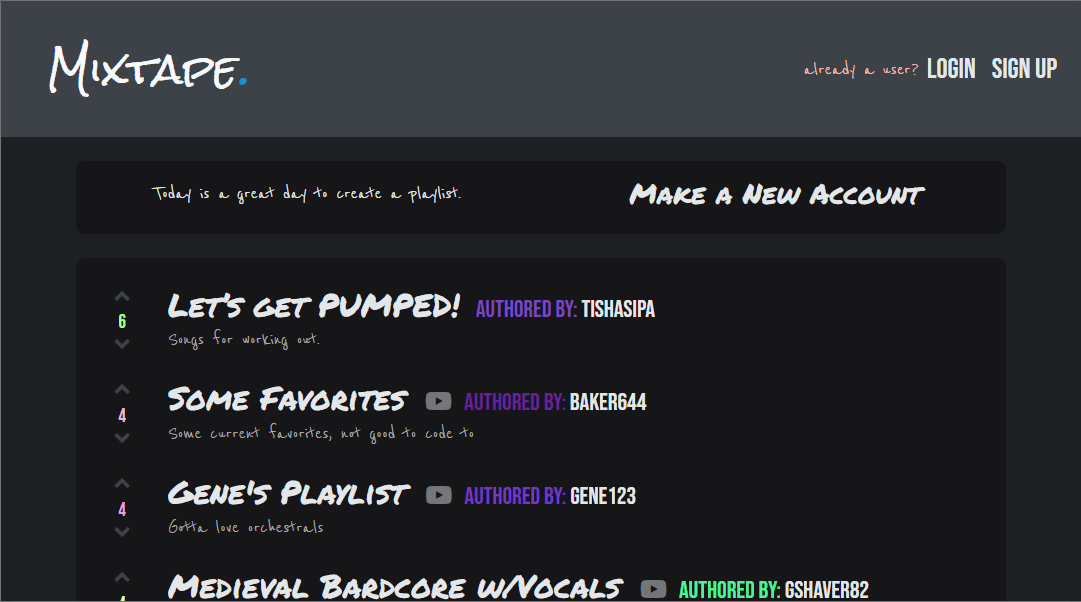 Mixtape.
already a user? LOGIN SIGN UP
Today is a great day to create a playlist. Make a New Account
Let's get PUMPED! AUTHORED BY: TISHASIPA
6
Songs for working out.
Some Favorites AUTHORED BY: BAKER644
4
Some current favorites, not good to code to
Gene's Playlist AUTHORED BY: GENE123
4
Gotta love orchestrals
Medieval Bardcore w/Vocals AUTHORED BY: GSHAVER82